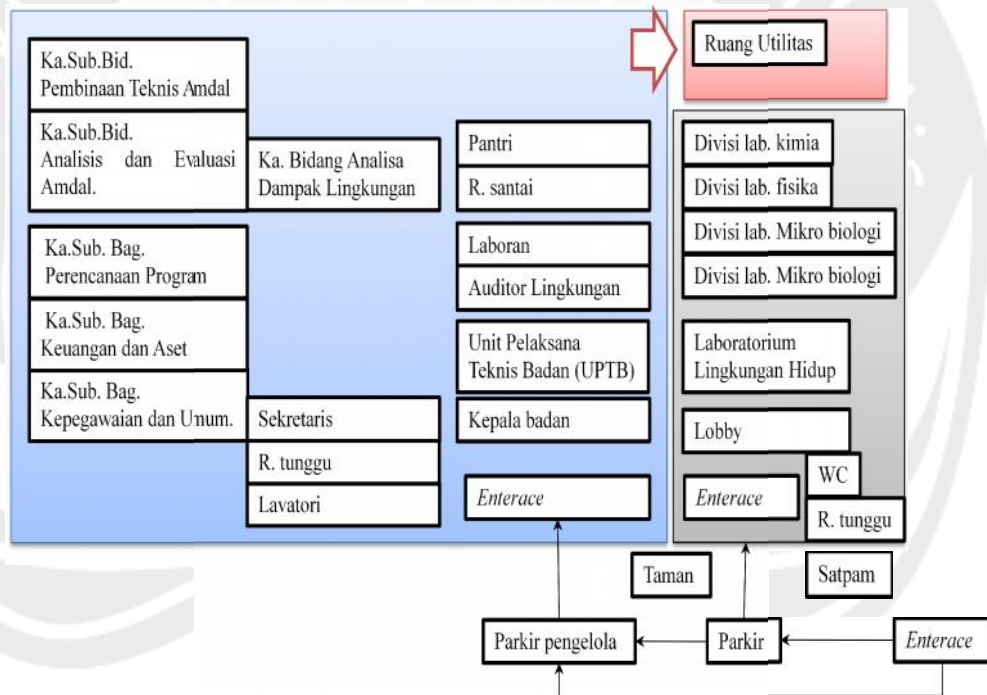 Ka.Sub.Bid.
Pembinaan Teknis Amdal
Ka.Sub.Bid.
Analisis dan Evaluasi
Amdal.
Ka. Bidang Analisa
Dampak Lingkungan
Ka.Sub. Bag.
Perencanaan Program
Ka.Sub. Bag.
Keuangan dan Aset
Ka.Sub. Bag.
Kepegawaian dan Umum.
Sekretaris
R. tunggu
Lavatori
Pantri
R. santai
Laboran
Auditor Lingkungan
Unit Pelaksana
Teknis Badan (UPTB)
Kepala badan
Enterace
Ruang Utilitas
Divisi lab. kimia
Divisi lab. fisika
Divisi lab. Mikro biologi
Divisi lab. Mikro biologi
Laboratorium
Lingkungan Hidup
Lobby
WC
Enterace
R. tunggu
Taman
Satpam
Parkir pengelola
Parkir
Enterace